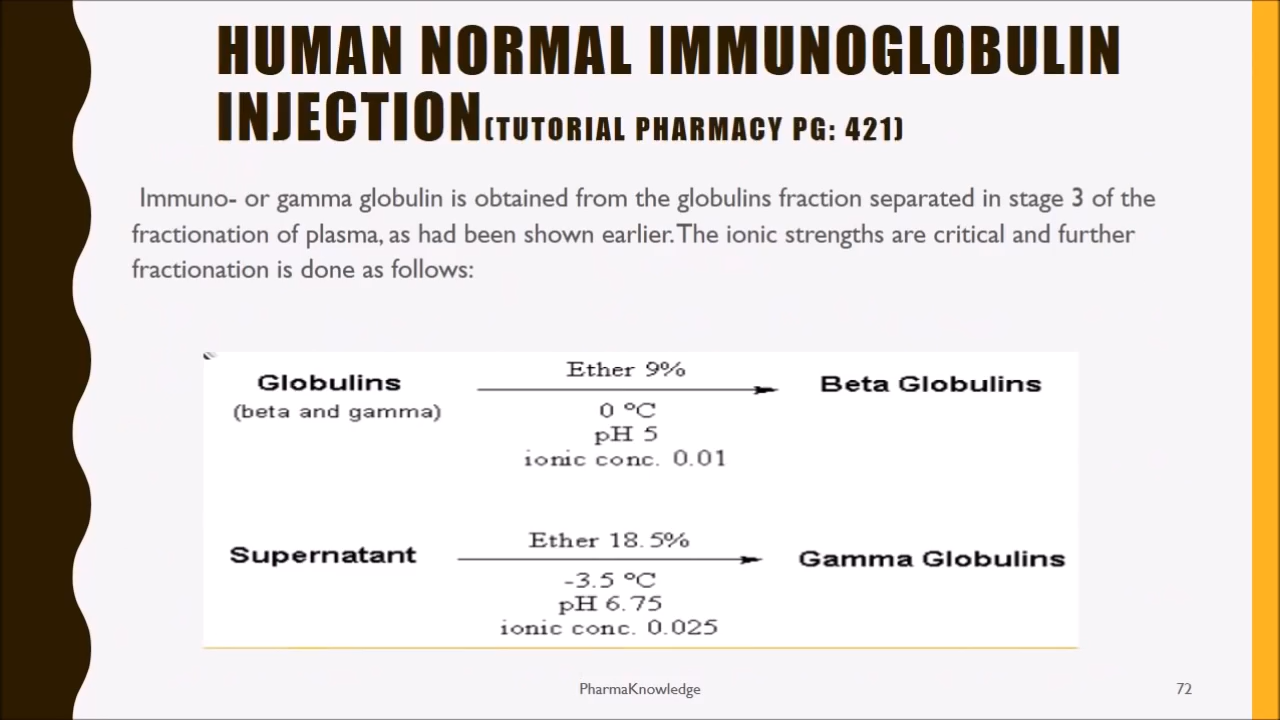 HUMAN NORMAL IMMUNOGLOBULIN
INJECTION(TUTORIAL PHARMACY PG: 421)
Immuno- or gamma globulin is obtained from the globulins fraction separated in stage 3 of the
fractionation of plasma, as had been shown earlier. The ionic strengths are critical and further
fractionation is done as follows:
Globulins
(beta and gamma)
Ether 9%
0 °C
pH 5
ionic conc. 0.01
Beta Globulins
Supernatant
Ether 18.5%
-3.5 °C
pH 6.75
ionic conc. 0.025
Gamma Globulins
PharmaKnowledge
72